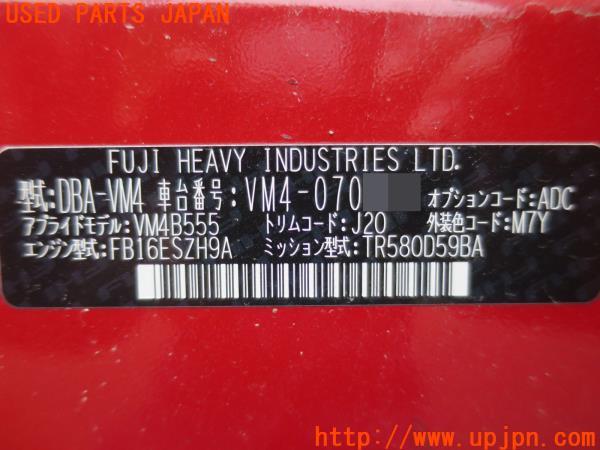 USED PARTS JAPAN
FUJI HEAVY INDUSTRIES LTD.
型式:DBA-VM4 車台番号:VM4-070 オプションコード:ADC
アプライドモデル:VM4B555 トリムコード:J20 外装色コード:M7Y
エンジン型式:FB16ESZH9A ミッション型式:TR580D59BA
UPJ
https://www.upjpn.com